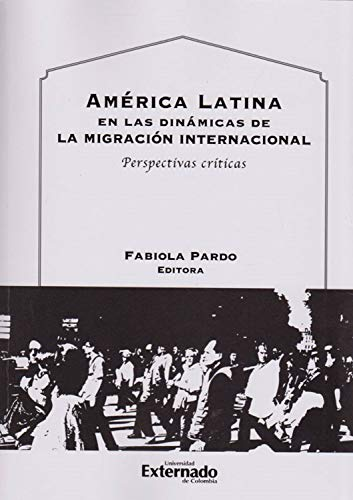 AMÉRICA LATINA
EN LAS DINÁMICAS DE
LA MIGRACIÓN INTERNACIONAL
Perspectivas críticas
FABIOLA PARDO
EDITORA
Universidad
Externado
de Colombia